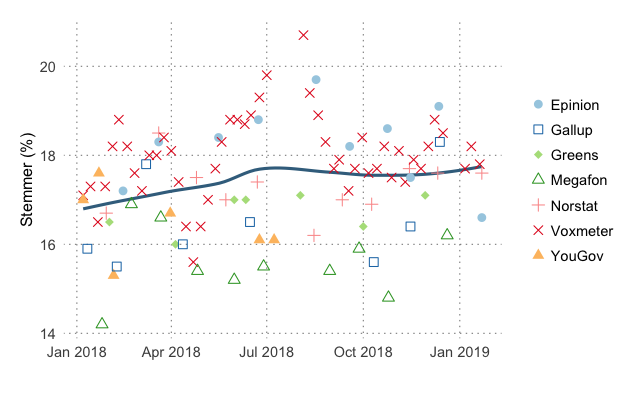 Stemmer (%)
20
18
16
14
Jan 2018
Apr 2018
Jul 2018
Oct 2018
Jan 2019
Epinion
Gallup
Greens
Megafon
Norstat
Voxmeter
YouGov